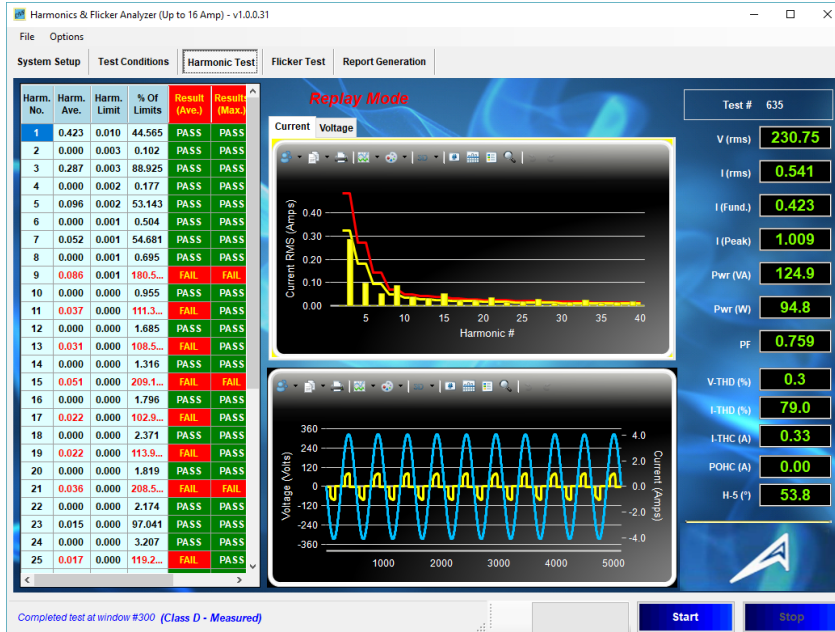 Harmonics & Flicker Analyzer (Up to 16 Amp) - v1.0.0.31
File Options
System Setup Test Conditions Harmonic Test Flicker Test Report Generation
Harm. No. Harm. Ave. Harm. Limit % Of Limits Result (Ave.) Results (Max.)
1 0.423 0.010 44.565 PASS PASS
2 0.000 0.003 0.102 PASS PASS
3 0.287 0.003 88.925 PASS PASS
4 0.000 0.002 0.177 PASS PASS
5 0.096 0.002 53.143 PASS PASS
6 0.000 0.001 0.504 PASS PASS
7 0.052 0.001 54.681 PASS PASS
8 0.000 0.001 0.695 PASS PASS
9 0.086 0.001 180.5... FAIL FAIL
10 0.000 0.000 0.955 PASS PASS
11 0.037 0.000 111.3... FAIL PASS
12 0.000 0.000 1.685 PASS PASS
13 0.031 0.000 108.5... FAIL PASS
14 0.000 0.000 1.316 PASS PASS
15 0.051 0.000 209.1... FAIL FAIL
16 0.000 0.000 1.796 PASS PASS
17 0.022 0.000 102.9... FAIL PASS
18 0.000 0.000 2.371 PASS PASS
19 0.022 0.000 113.9... FAIL PASS
20 0.000 0.000 1.819 PASS PASS
21 0.036 0.000 208.5... FAIL FAIL
22 0.000 0.000 2.174 PASS PASS
23 0.015 0.000 97.041 PASS PASS
24 0.000 0.000 3.207 PASS PASS
25 0.017 0.000 119.2... FAIL PASS
Replay Mode
Current Voltage
Current RMS (Amps)
0.40
0.30
0.20
0.10
0.00
5 10 15 20 25 30 35 40
Harmonic #
Voltage (Volts)
360
240
120
0
-120
-240
-360
4.0
2.0
0.0
-2.0
-4.0
Current (Amps)
1000 2000 3000 4000 5000
Test # 635
V (rms) 230.75
I (rms) 0.541
I (Fund.) 0.423
I (Peak) 1.009
Pwr (VA) 124.9
Pwr (W) 94.8
PF 0.759
V-THD (%) 0.3
I-THD (%) 79.0
I-THC (A) 0.33
POHC (A) 0.00
H-5 (°) 53.8
Completed test at window #300 (Class D - Measured)
Start Stop